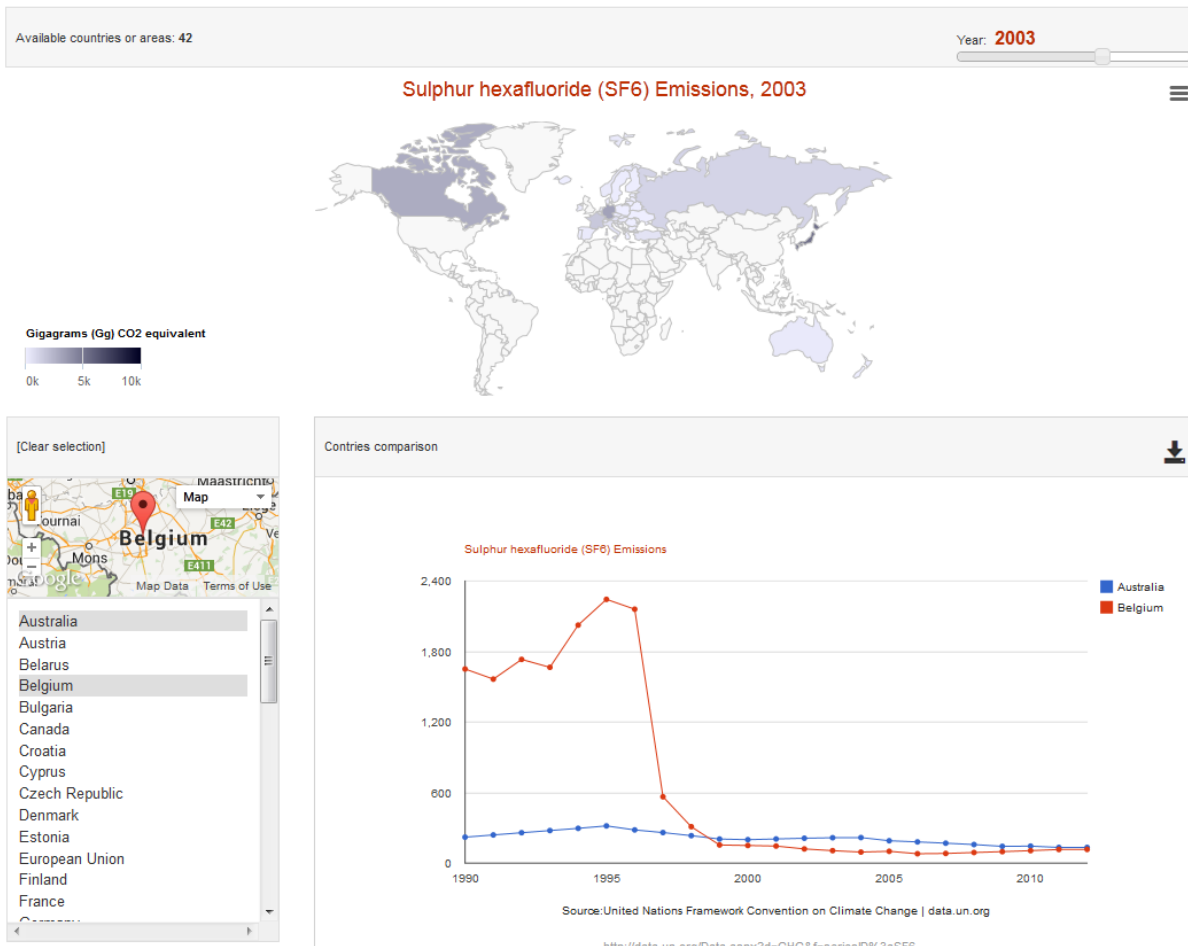 Available countries or areas: 42
Year: 2003
Sulphur hexafluoride (SF6) Emissions, 2003
Gigagrams (Gg) CO2 equivalent
0k 5k 10k
[Clear selection]
Contries comparison
Maastricht
E19
Map
ournai
E42
Belgium
Mons
E411
Google
Map Data Terms of Use
Australia
Austria
Belarus
Belgium
Bulgaria
Canada
Croatia
Cyprus
Czech Republic
Denmark
Estonia
European Union
Finland
France
Germany
Sulphur hexafluoride (SF6) Emissions
2,400
1,800
1,200
600
0
1990 1995 2000 2005 2010
Australia
Belgium
Source:United Nations Framework Convention on Climate Change | data.un.org